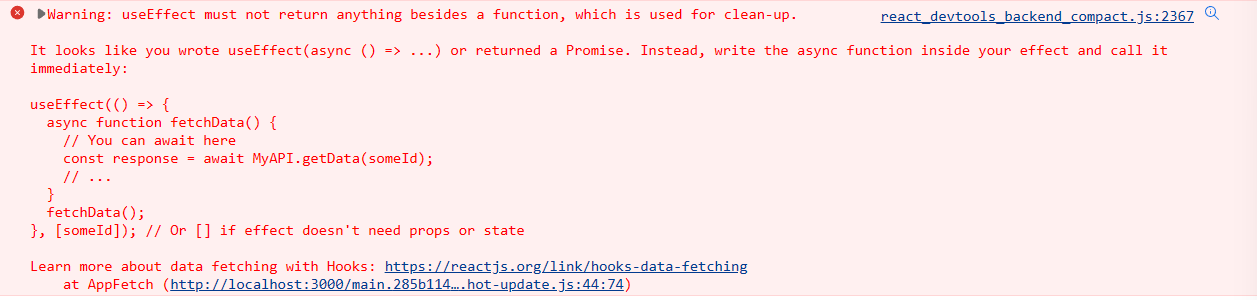 Warning: useEffect must not return anything besides a function, which is used for clean-up. react_devtools_backend_compact.js:2367
It looks like you wrote useEffect(async () => ...) or returned a Promise. Instead, write the async function inside your effect and call it
immediately:
useEffect(() => {
  async function fetchData() {
    // You can await here
    const response = await MyAPI.getData(someId);
    // ...
  }
  fetchData();
}, [someId]); // Or [] if effect doesn't need props or state
Learn more about data fetching with Hooks: https://reactjs.org/link/hooks-data-fetching
    at AppFetch (http://localhost:3000/main.285b114….hot-update.js:44:74)